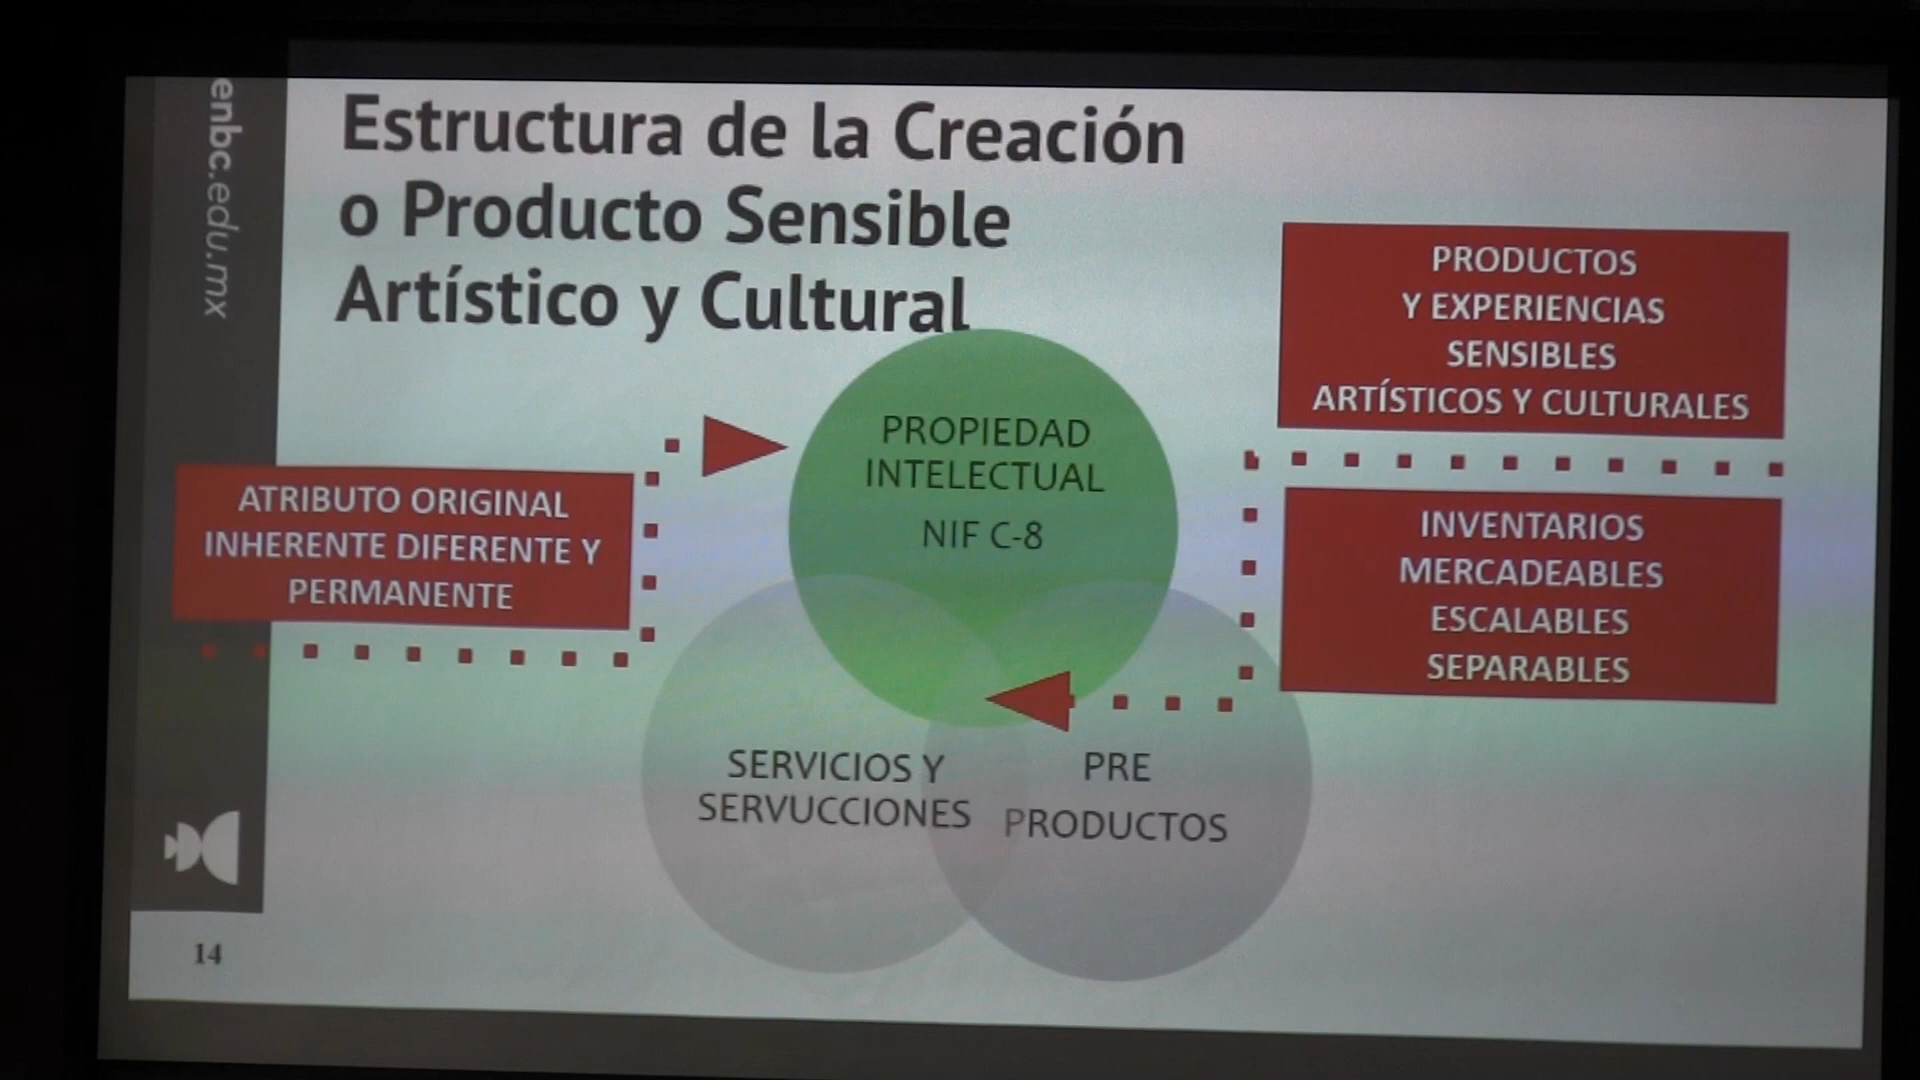 enbc.edu.mx
Estructura de la Creación
o Producto Sensible
Artístico y Cultural
PRODUCTOS
Y EXPERIENCIAS
SENSIBLES
ARTÍSTICOS Y CULTURALES
PROPIEDAD
INTELECTUAL
NIF C-8
ATRIBUTO ORIGINAL
INHERENTE DIFERENTE Y
PERMANENTE
INVENTARIOS
MERCADEABLES
ESCALABLES
SEPARABLES
SERVICIOS Y
SERVUCCIONES
PRE
PRODUCTOS
14